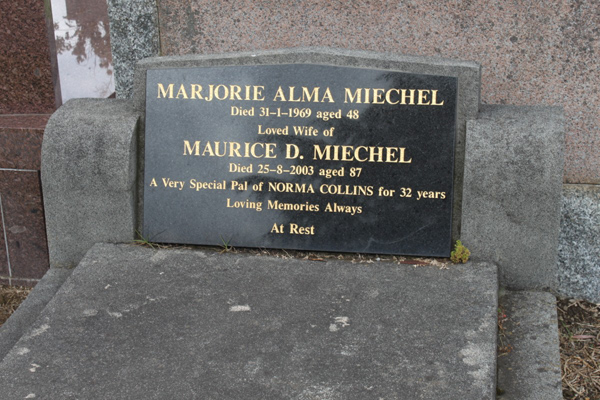 MARJORIE ALMA MIECHEL
Died 31–1–1969 aged 48
Loved Wife of
MAURICE D. MIECHEL
Died 25–8–2003 aged 87
A Very Special Pal of NORMA COLLINS for 32 years
Loving Memories Always
At Rest